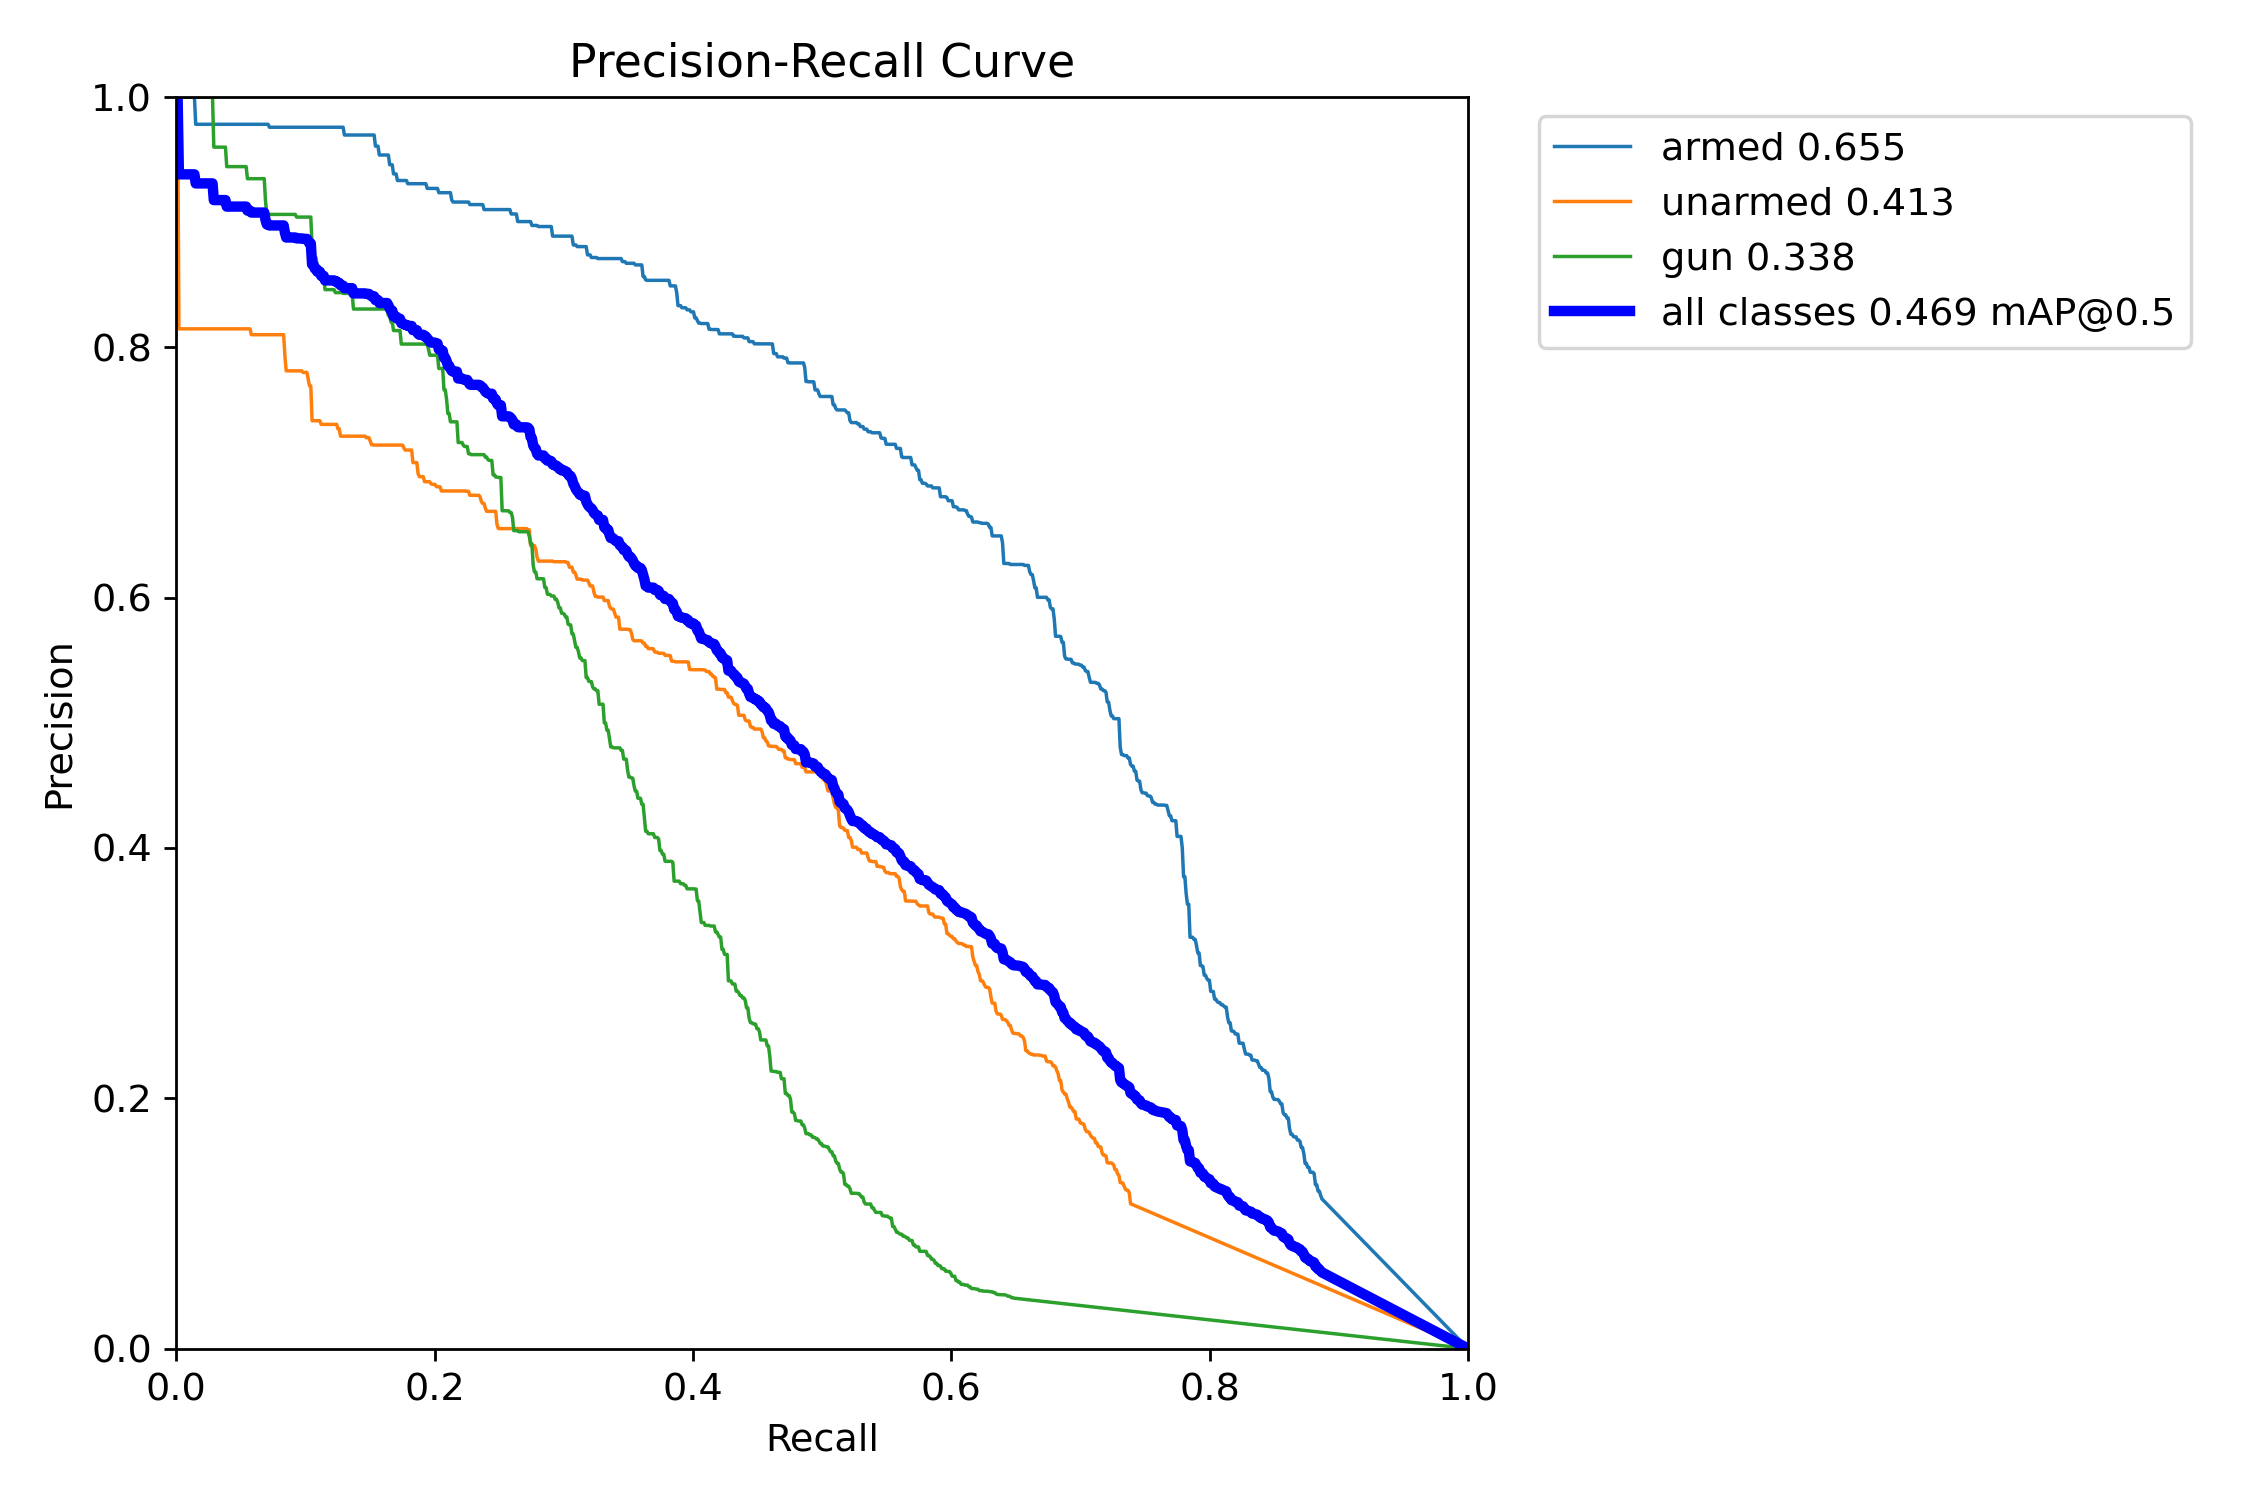 Precision-Recall Curve
armed 0.655
unarmed 0.413
gun 0.338
all classes 0.469 mAP@0.5
Precision
1.0
0.8
0.6
0.4
0.2
0.0
0.0 0.2 0.4 0.6 0.8 1.0
Recall